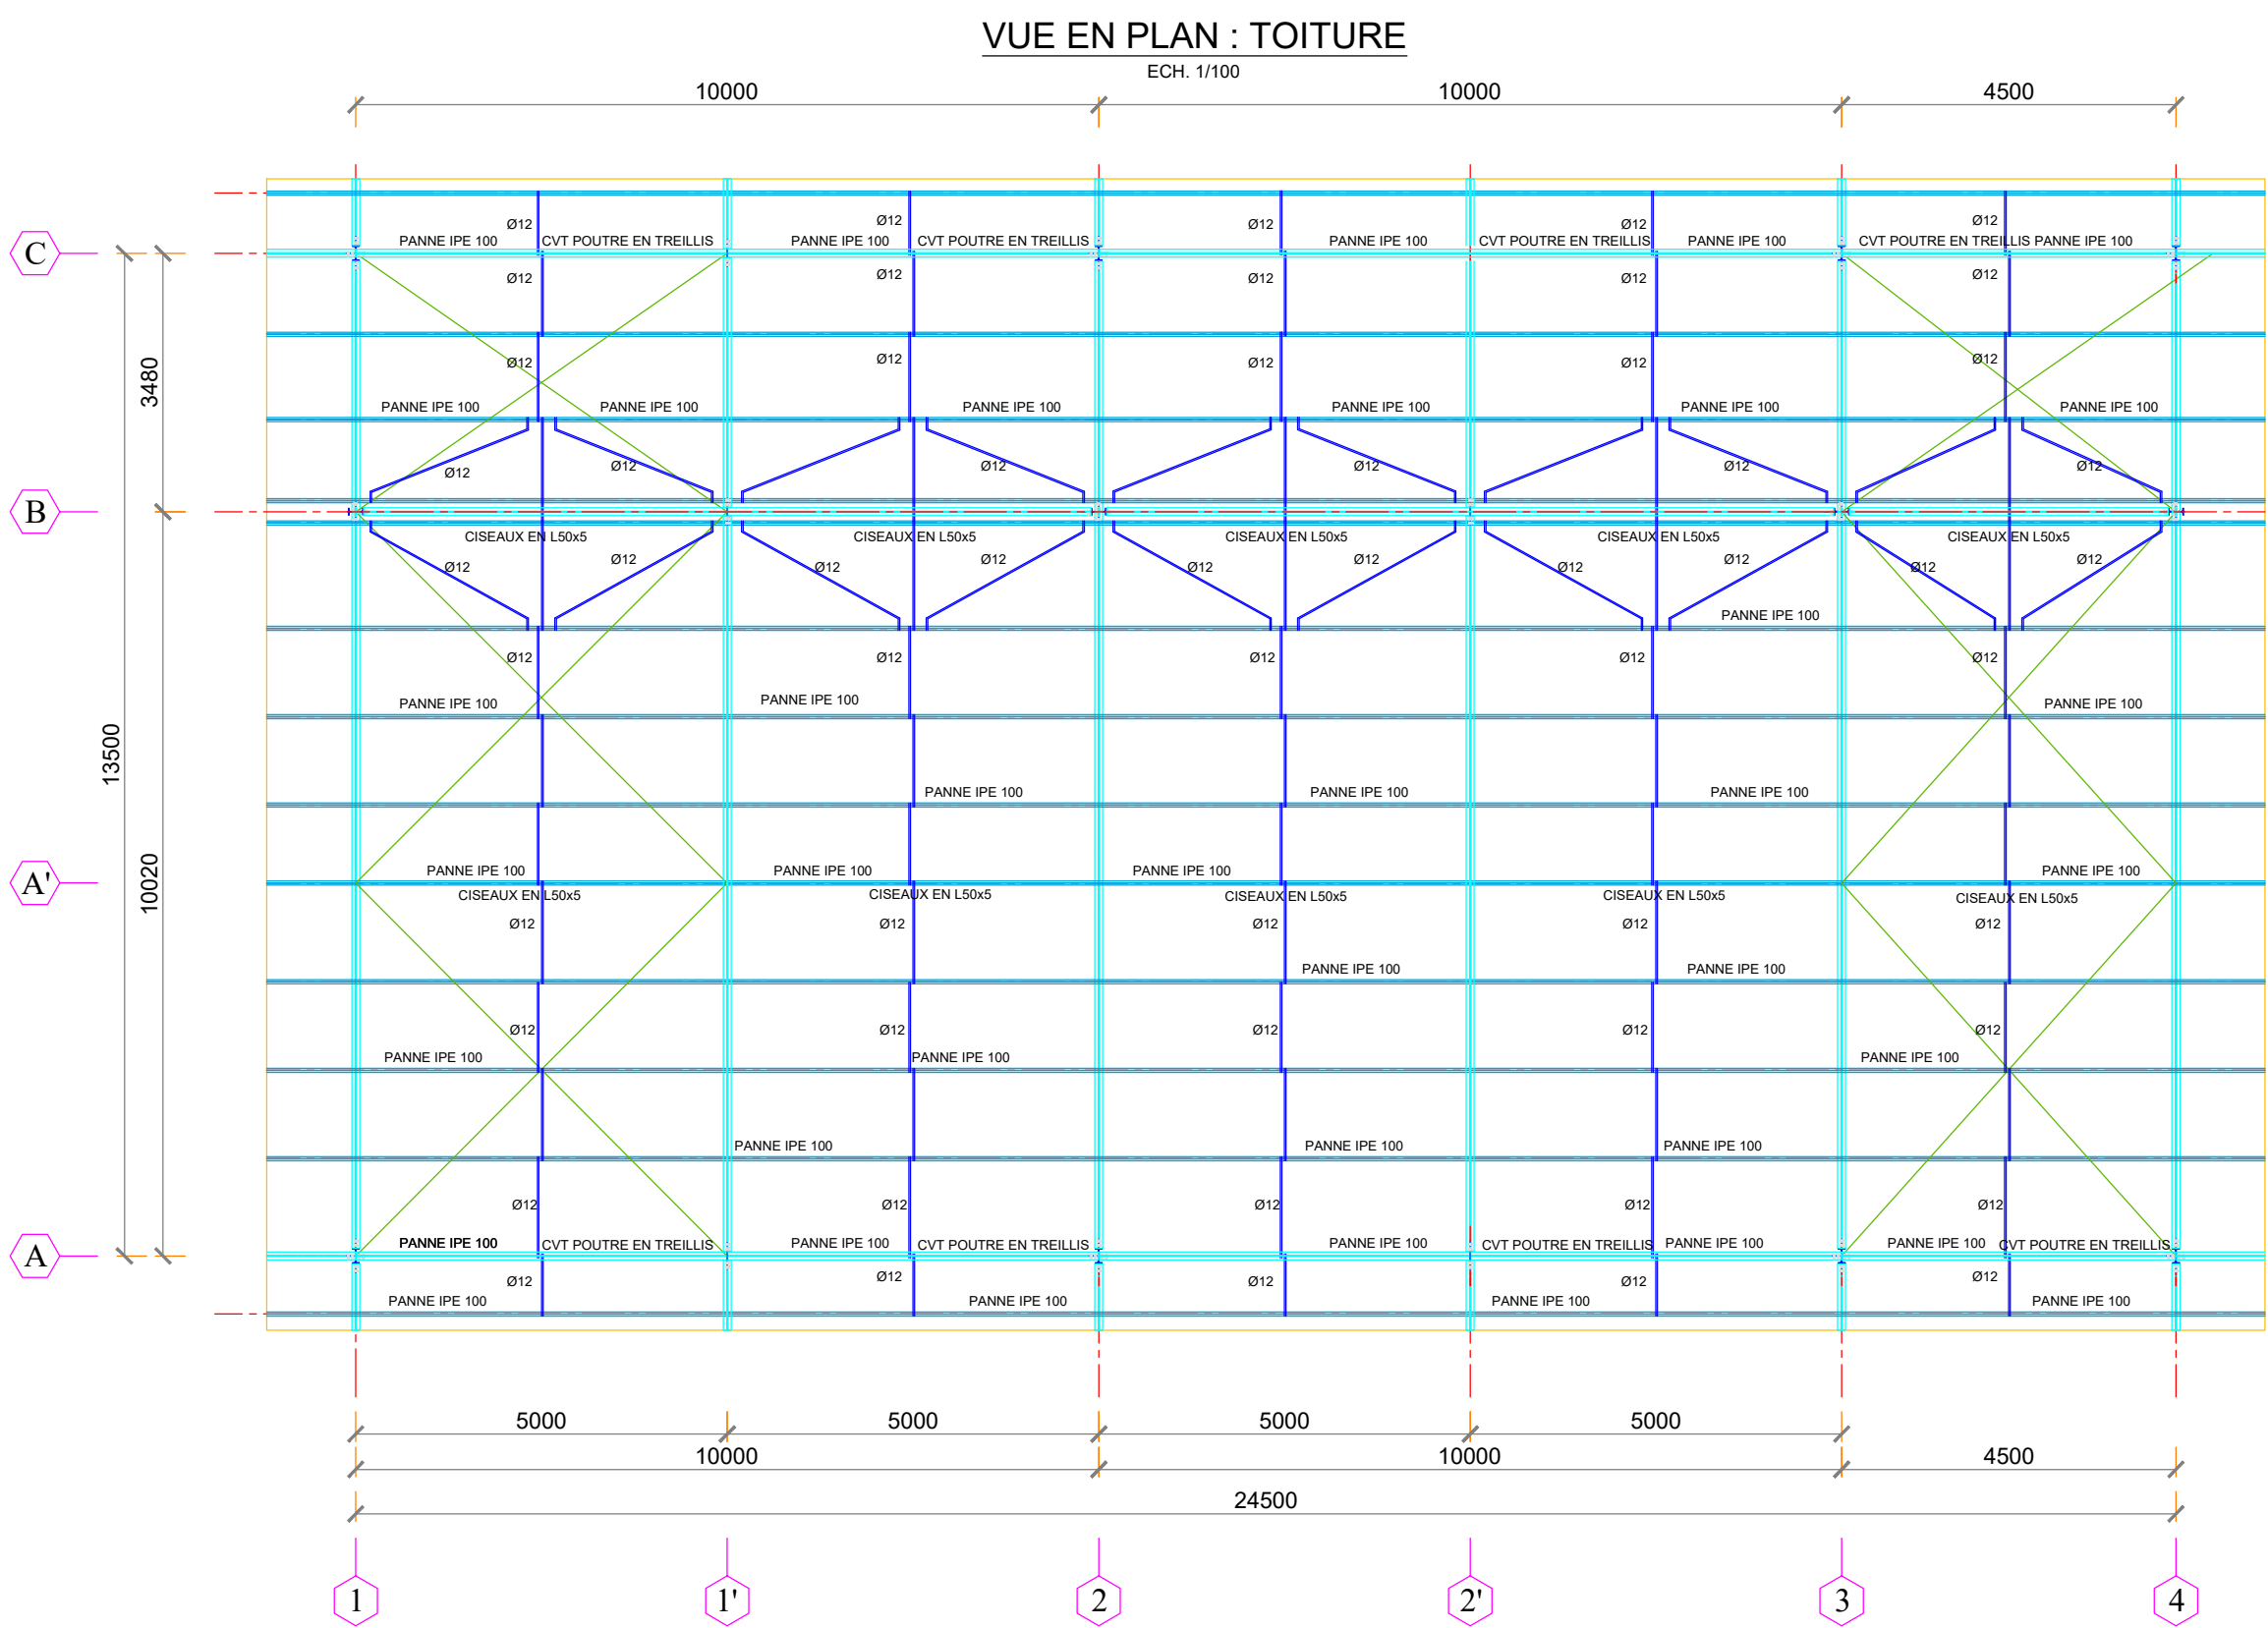 VUE EN PLAN : TOITURE
ECH. 1/100
10000 10000 4500
Ø12 Ø12 Ø12 Ø12 Ø12
C PANNE IPE 100 CVT POUTRE EN TREILLIS PANNE IPE 100 CVT POUTRE EN TREILLIS PANNE IPE 100 CVT POUTRE EN TREILLIS PANNE IPE 100 CVT POUTRE EN TREILLIS PANNE IPE 100
Ø12 Ø12 Ø12 Ø12 Ø12
3480
Ø12 Ø12 Ø12 Ø12 Ø12
PANNE IPE 100 PANNE IPE 100 PANNE IPE 100 PANNE IPE 100 PANNE IPE 100 PANNE IPE 100
Ø12 Ø12 Ø12 Ø12 Ø12 Ø12
B
CISEAUX EN L50x5 CISEAUX EN L50x5 CISEAUX EN L50x5 CISEAUX EN L50x5 CISEAUX EN L50x5
Ø12 Ø12 Ø12 Ø12 Ø12 Ø12 Ø12 Ø12 Ø12 Ø12
PANNE IPE 100
Ø12 Ø12 Ø12 Ø12 Ø12
PANNE IPE 100 PANNE IPE 100 PANNE IPE 100
13500
PANNE IPE 100 PANNE IPE 100 PANNE IPE 100
10020
A' PANNE IPE 100 PANNE IPE 100 PANNE IPE 100 PANNE IPE 100
CISEAUX EN L50x5 CISEAUX EN L50x5 CISEAUX EN L50x5 CISEAUX EN L50x5 CISEAUX EN L50x5
Ø12 Ø12 Ø12 Ø12 Ø12
PANNE IPE 100 PANNE IPE 100
Ø12 Ø12 Ø12 Ø12 Ø12
PANNE IPE 100 PANNE IPE 100 PANNE IPE 100
PANNE IPE 100 PANNE IPE 100 PANNE IPE 100
Ø12 Ø12 Ø12 Ø12 Ø12
A PANNE IPE 100 CVT POUTRE EN TREILLIS PANNE IPE 100 CVT POUTRE EN TREILLIS PANNE IPE 100 CVT POUTRE EN TREILLIS PANNE IPE 100 PANNE IPE 100 CVT POUTRE EN TREILLIS
Ø12 Ø12 Ø12 Ø12 Ø12
PANNE IPE 100 PANNE IPE 100 PANNE IPE 100 PANNE IPE 100
5000 5000 5000 5000
10000 10000 4500
24500
1 1' 2 2' 3 4